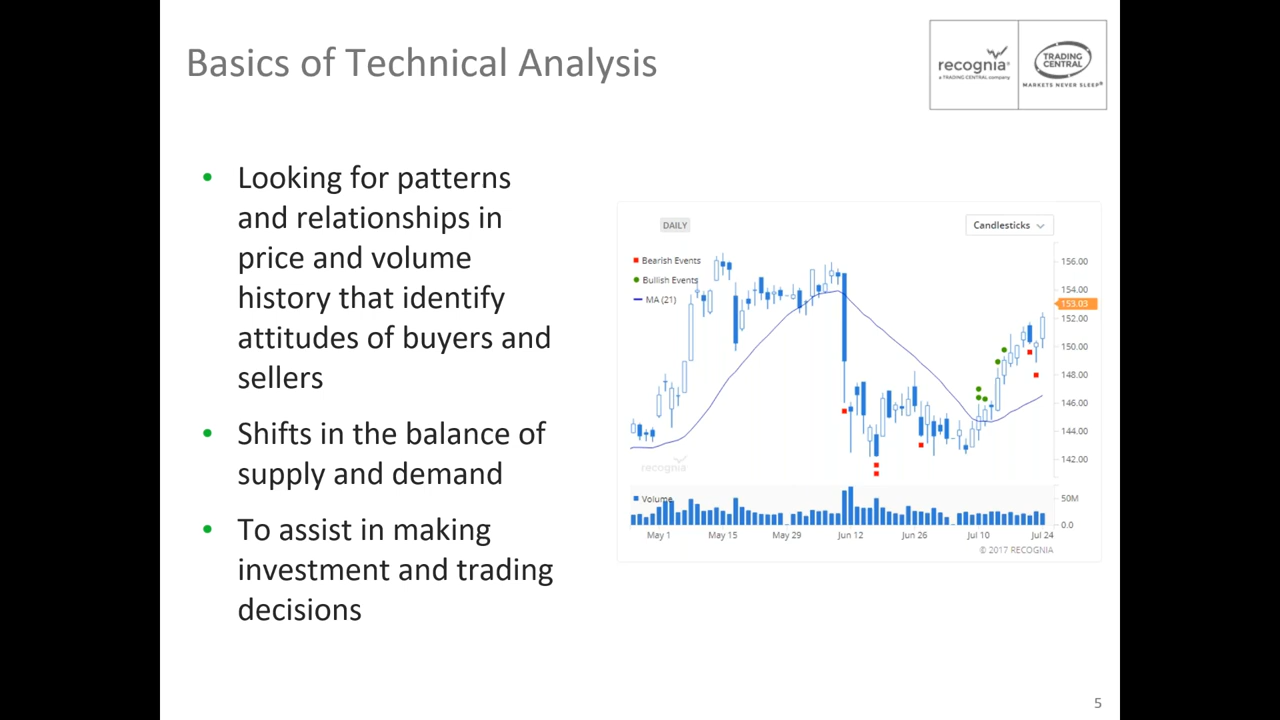 Basics of Technical Analysis
recognia®
a TRADING CENTRAL company
TRADING
CENTRAL
MARKETS NEVER SLEEP®
• Looking for patterns
and relationships in
price and volume
history that identify
attitudes of buyers and
sellers
• Shifts in the balance of
supply and demand
• To assist in making
investment and trading
decisions
DAILY
Candlesticks
Bearish Events
Bullish Events
MA (21)
156.00
154.00
153.03
152.00
150.00
148.00
146.00
144.00
142.00
recognia
Volume
50M
0.0
May 1 May 15 May 29 Jun 12 Jun 26 Jul 10 Jul 24
© 2017 RECOGNIA
5